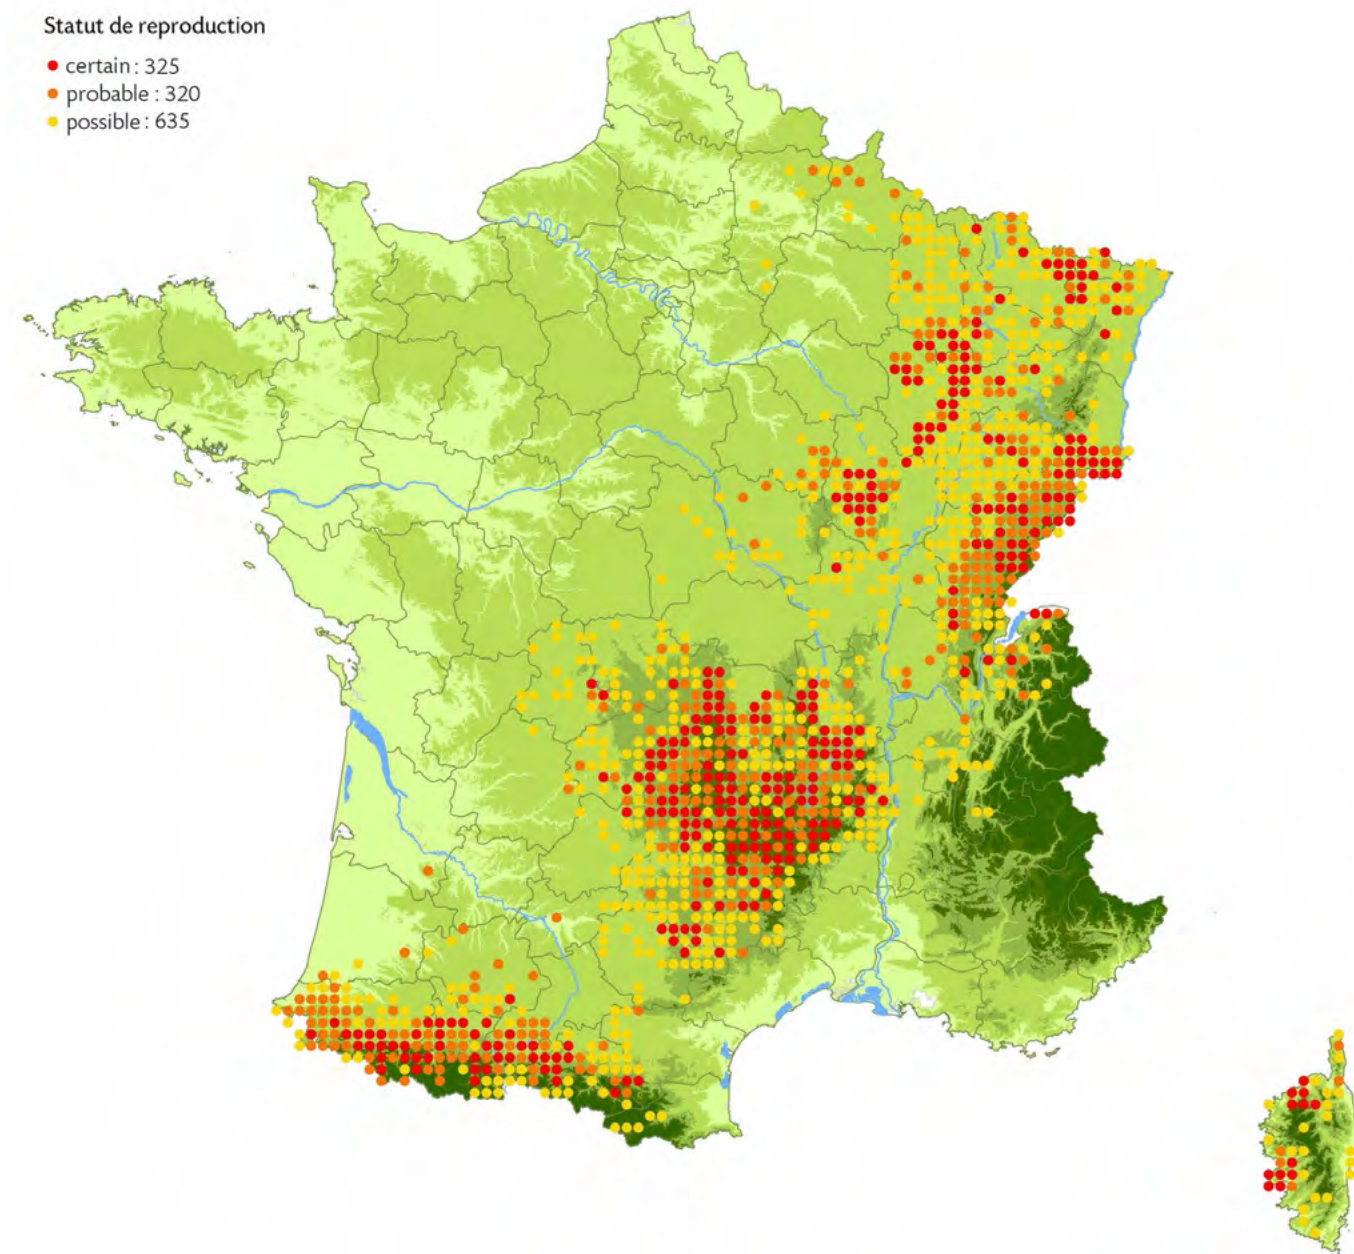 Statut de reproduction
certain : 325
probable : 320
possible : 635